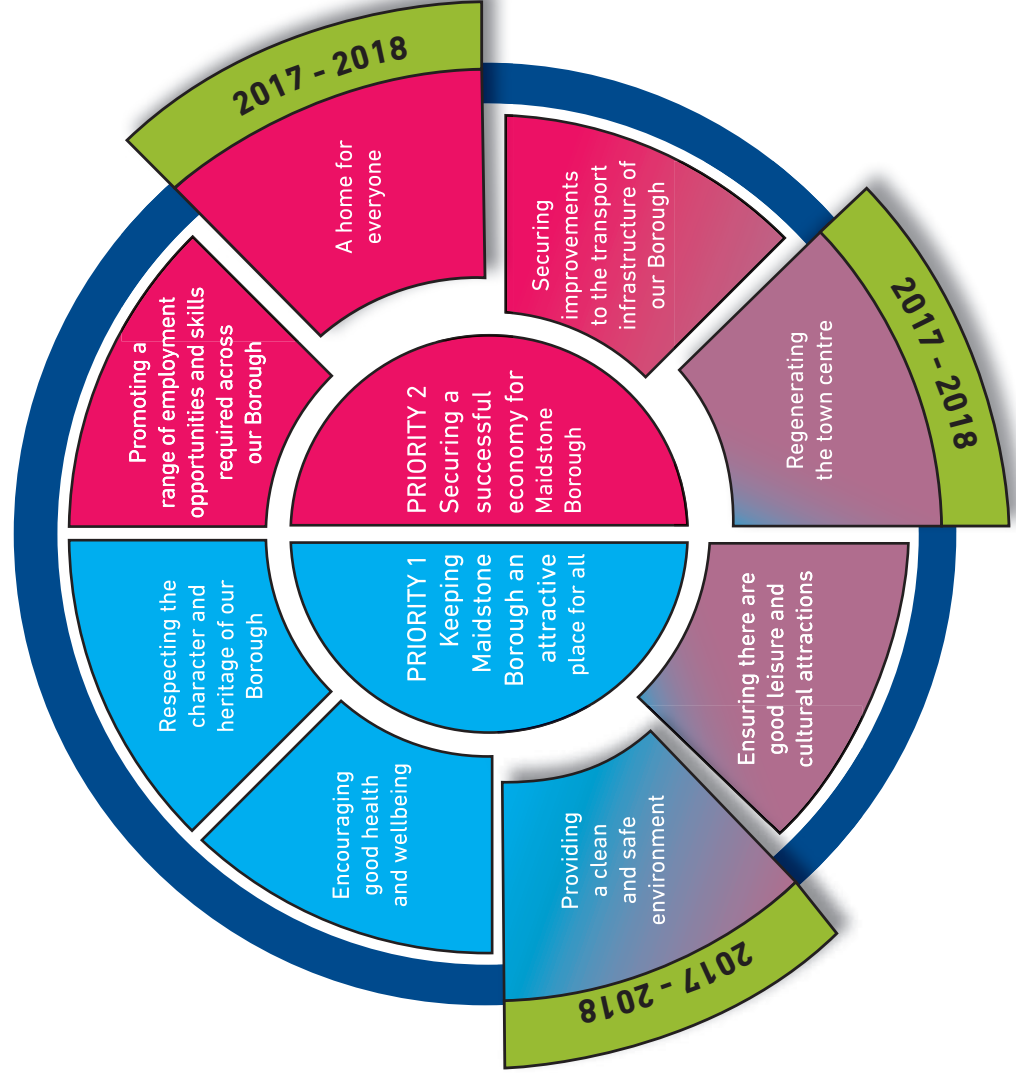 PRIORITY 1
Keeping
Maidstone
Borough an
attractive
place for all
PRIORITY 2
Securing a
successful
economy for
Maidstone
Borough
Respecting the
character and
heritage of our
Borough
Encouraging
good health
and wellbeing
Providing
a clean
and safe
environment
2017 - 2018
Ensuring there are
good leisure and
cultural attractions
Regenerating
the town centre
2017 - 2018
Securing
improvements
to the transport
infrastructure of
our Borough
A home for
everyone
2017 - 2018
Promoting a
range of employment
opportunities and skills
required across
our Borough